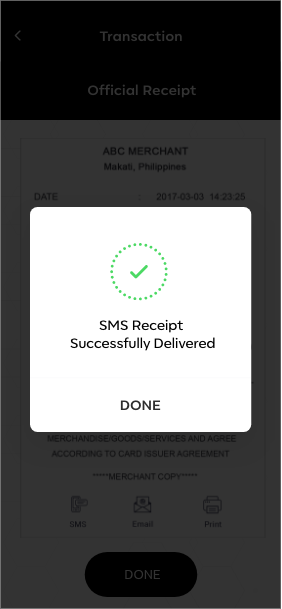 Transaction
Official Receipt
ABC MERCHANT
Makati, Philippines
DATE : 2017-03-03 14:23:25
SMS Receipt
Successfully Delivered
DONE
MERCHANDISE/GOODS/SERVICES AND AGREE
ACCORDING TO CARD ISSUER AGREEMENT
*****MERCHANT COPY*****
SMS Email Print
DONE